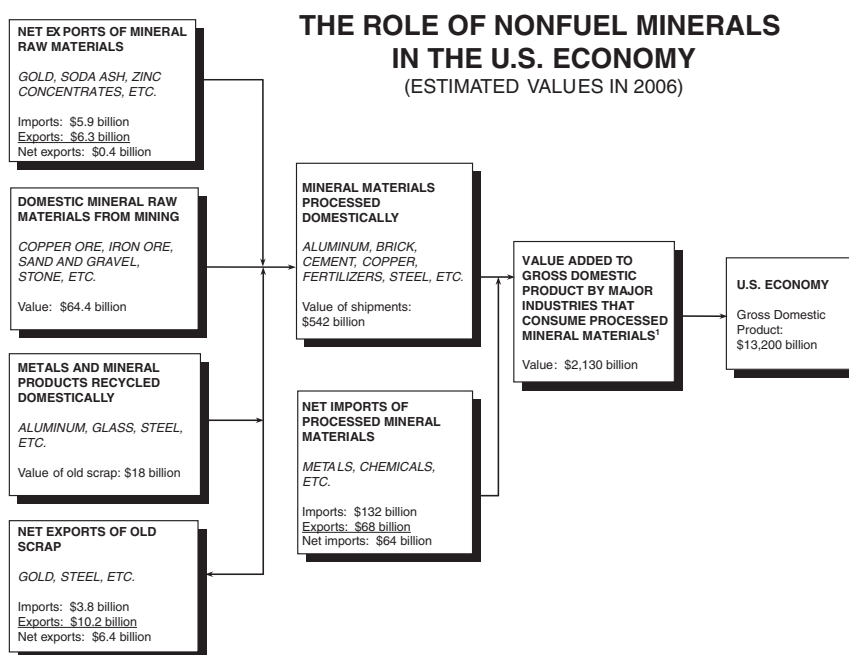 THE ROLE OF NONFUEL MINERALS
IN THE U.S. ECONOMY
(ESTIMATED VALUES IN 2006)
NET EXPORTS OF MINERAL
RAW MATERIALS
GOLD, SODA ASH, ZINC
CONCENTRATES, ETC.
Imports: $5.9 billion
Exports: $6.3 billion
Net exports: $0.4 billion
DOMESTIC MINERAL RAW
MATERIALS FROM MINING
COPPER ORE, IRON ORE,
SAND AND GRAVEL,
STONE, ETC.
Value: $64.4 billion
METALS AND MINERAL
PRODUCTS RECYCLED
DOMESTICALLY
ALUMINUM, GLASS, STEEL,
ETC.
Value of old scrap: $18 billion
NET EXPORTS OF OLD
SCRAP
GOLD, STEEL, ETC.
Imports: $3.8 billion
Exports: $10.2 billion
Net exports: $6.4 billion
MINERAL MATERIALS
PROCESSED
DOMESTICALLY
ALUMINUM, BRICK,
CEMENT, COPPER,
FERTILIZERS, STEEL, ETC.
Value of shipments:
$542 billion
NET IMPORTS OF
PROCESSED MINERAL
MATERIALS
METALS, CHEMICALS,
ETC.
Imports: $132 billion
Exports: $68 billion
Net imports: $64 billion
VALUE ADDED TO
GROSS DOMESTIC
PRODUCT BY MAJOR
INDUSTRIES THAT
CONSUME PROCESSED
MINERAL MATERIALS¹
Value: $2,130 billion
U.S. ECONOMY
Gross Domestic
Product:
$13,200 billion